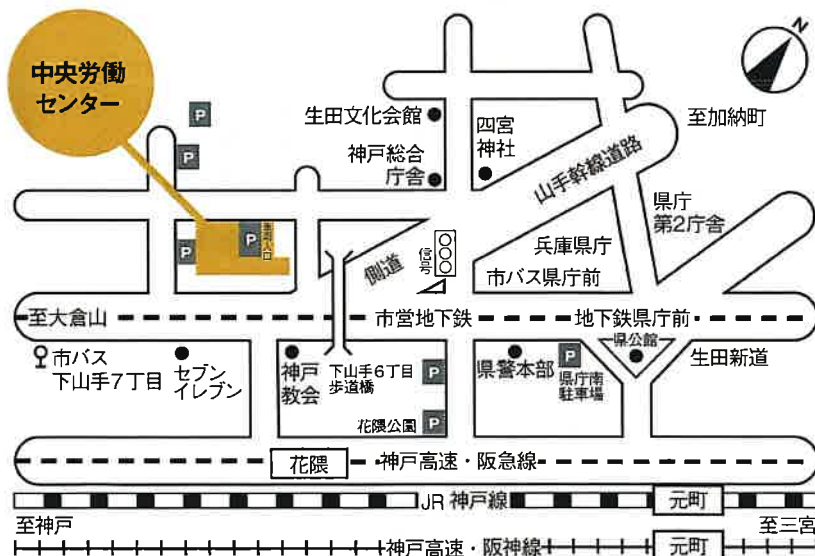 中央労働
センター
N
P
P
生田文化会館
四宮
神社
至加納町
神戸総合
庁舎
山手幹線道路
県庁
第2庁舎
P
P
車両入口
信号
側道
兵庫県庁
市バス県庁前
至大倉山
市営地下鉄
地下鉄県庁前
市バス
下山手7丁目
セブン
イレブン
神戸
教会
下山手6丁目
歩道橋
P
県警本部
P
県庁南
駐車場
県公館
生田新道
花隈公園
P
花隈
神戸高速・阪急線
JR 神戸線
元町
至神戸
至三宮
神戸高速・阪神線
元町